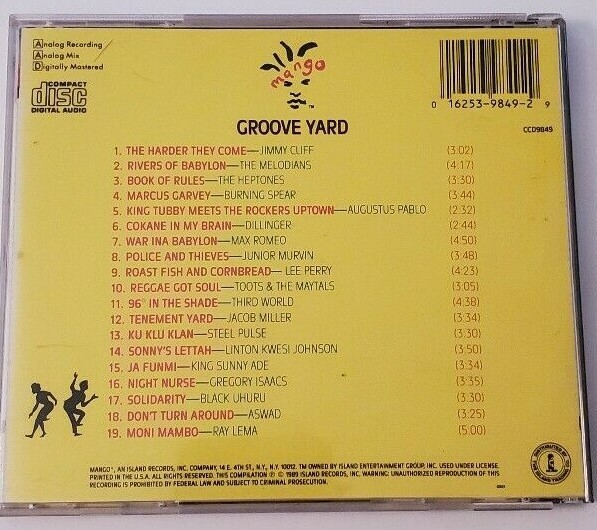 Analog Recording
Analog Mix
Digitally Mastered
COMPACT
disc
DIGITAL AUDIO
mango
™
0 16253-9849-2 9
GROOVE YARD
CCD9849
1. THE HARDER THEY COME—JIMMY CLIFF (3:02)
2. RIVERS OF BABYLON—THE MELODIANS (4:17)
3. BOOK OF RULES—THE HEPTONES (3:30)
4. MARCUS GARVEY—BURNING SPEAR (3:44)
5. KING TUBBY MEETS THE ROCKERS UPTOWN—AUGUSTUS PABLO (2:32)
6. COKANE IN MY BRAIN—DILLINGER (2:44)
7. WAR INA BABYLON—MAX ROMEO (4:50)
8. POLICE AND THIEVES—JUNIOR MURVIN (3:48)
9. ROAST FISH AND CORNBREAD— LEE PERRY (4:23)
10. REGGAE GOT SOUL—TOOTS & THE MAYTALS (3:05)
11. 96° IN THE SHADE—THIRD WORLD (4:38)
12. TENEMENT YARD—JACOB MILLER (3:34)
13. KU KLU KLAN—STEEL PULSE (3:30)
14. SONNY'S LETTAH—LINTON KWESI JOHNSON (3:50)
15. JA FUNMI—KING SUNNY ADE (3:34)
16. NIGHT NURSE—GREGORY ISAACS (3:35)
17. SOLIDARITY—BLACK UHURU (3:30)
18. DON'T TURN AROUND—ASWAD (3:25)
19. MONI MAMBO—RAY LEMA (5:00)
MANGO™, AN ISLAND RECORDS, INC. COMPANY, 14 E. 4TH ST., N.Y., N.Y. 10012. TM OWNED BY ISLAND ENTERTAINMENT GROUP, INC. USED UNDER LICENSE.
PRINTED IN THE U.S.A. ALL RIGHTS RESERVED. THIS COMPILATION ℗ © 1989 ISLAND RECORDS, INC. WARNING: UNAUTHORIZED REPRODUCTION OF THIS
RECORDING IS PROHIBITED BY FEDERAL LAW AND SUBJECT TO CRIMINAL PROSECUTION.